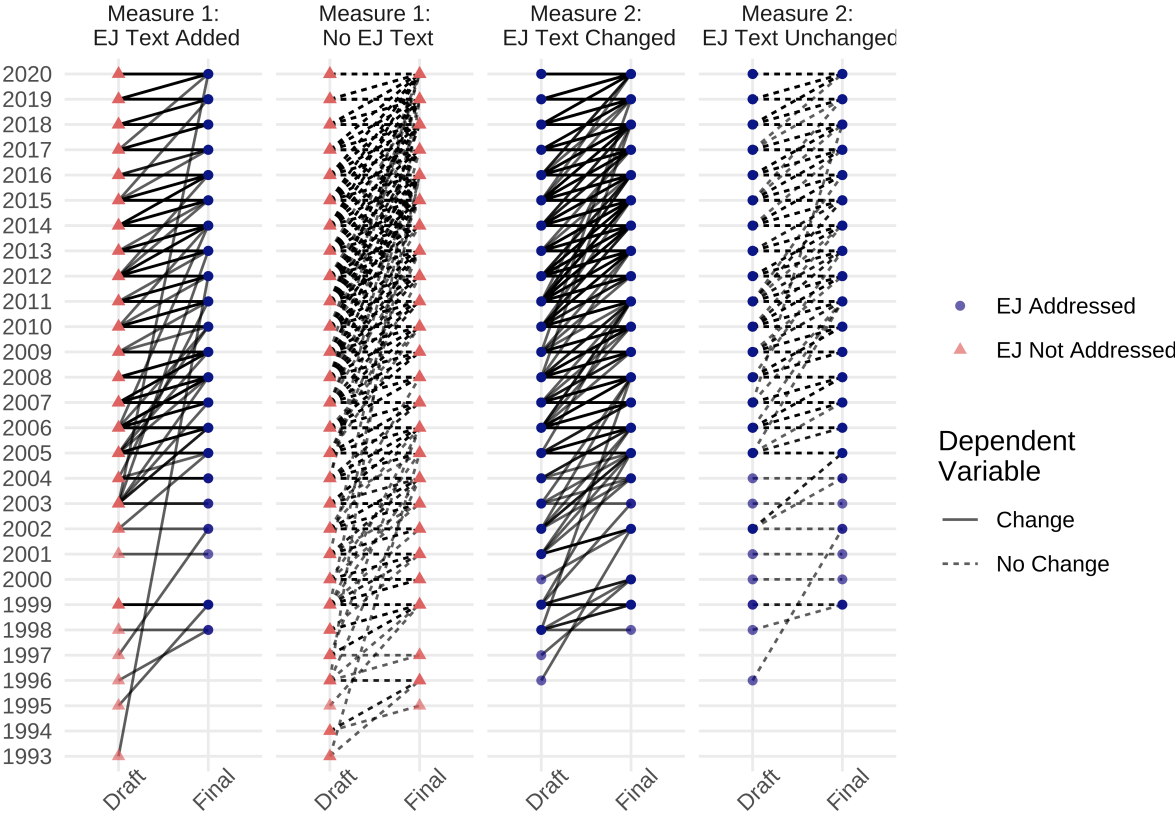 Measure 1:
EJ Text Added
Measure 1:
No EJ Text
Measure 2:
EJ Text Changed
Measure 2:
EJ Text Unchanged
2020
2019
2018
2017
2016
2015
2014
2013
2012
2011
2010
2009
2008
2007
2006
2005
2004
2003
2002
2001
2000
1999
1998
1997
1996
1995
1994
1993
Draft
Final
Draft
Final
Draft
Final
Draft
Final
EJ Addressed
EJ Not Addressed
Dependent
Variable
Change
No Change